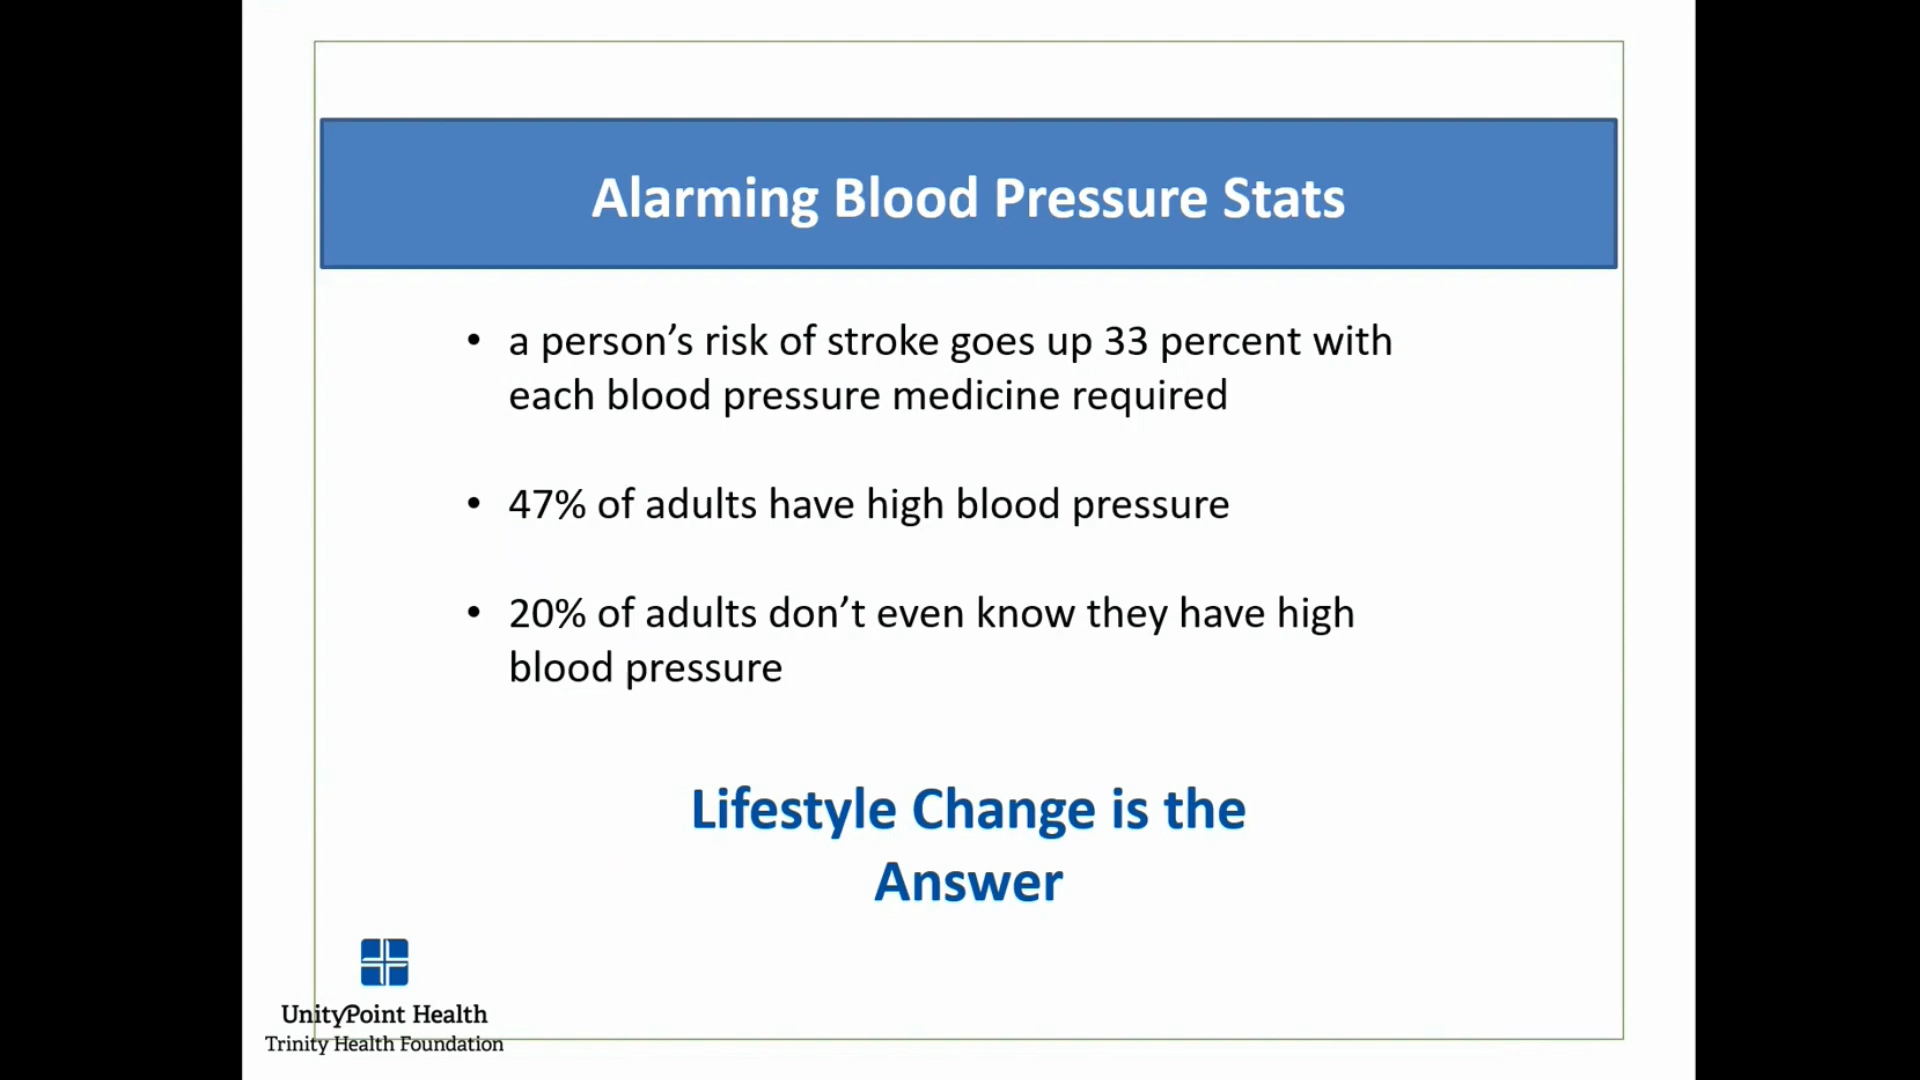 Alarming Blood Pressure Stats
• a person’s risk of stroke goes up 33 percent with
each blood pressure medicine required
• 47% of adults have high blood pressure
• 20% of adults don’t even know they have high
blood pressure
Lifestyle Change is the
Answer
UnityPoint Health
Trinity Health Foundation